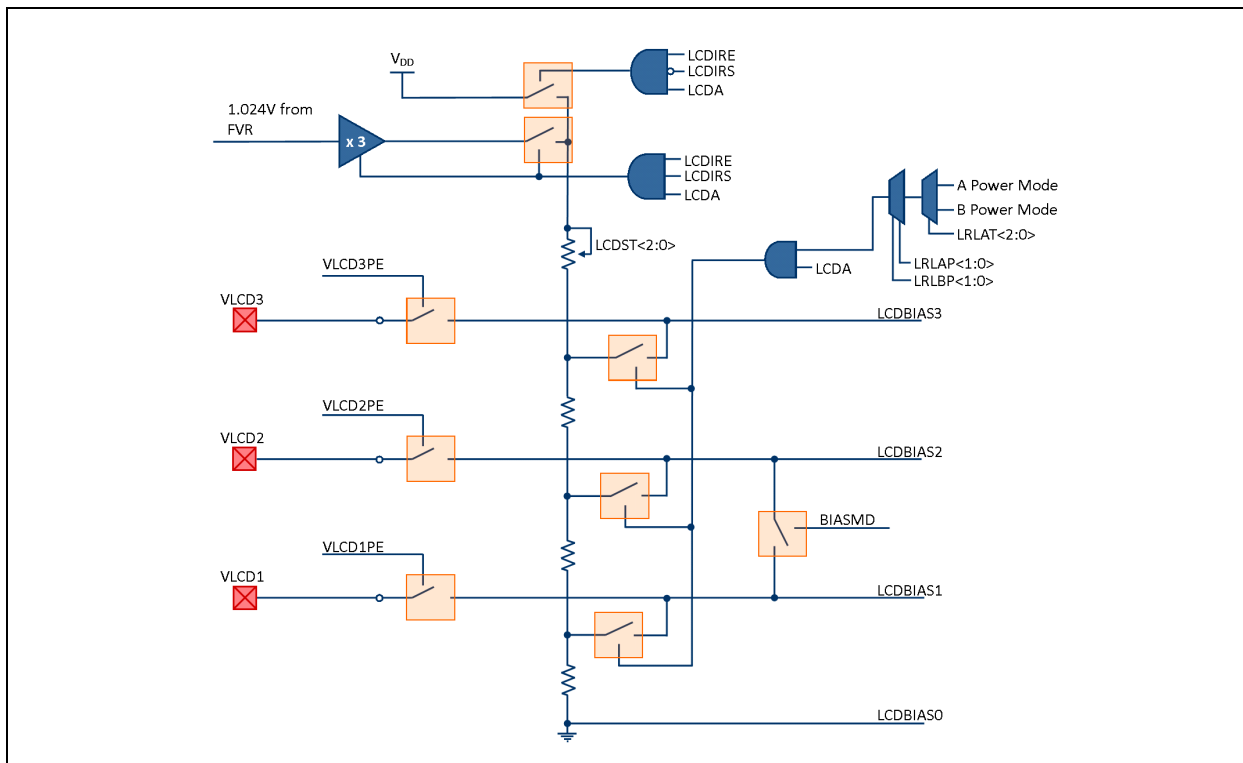 VDD
LCDIRE
LCDIRS
LCDA
1.024V from
FVR
x 3
LCDIRE
LCDIRS
LCDA
A Power Mode
B Power Mode
LRLAT<2:0>
LCDST<2:0>
LCDA
LRLAP<1:0>
LRLBP<1:0>
VLCD3PE
VLCD3
LCDBIAS3
VLCD2PE
VLCD2
LCDBIAS2
BIASMD
VLCD1PE
VLCD1
LCDBIAS1
LCDBIAS0